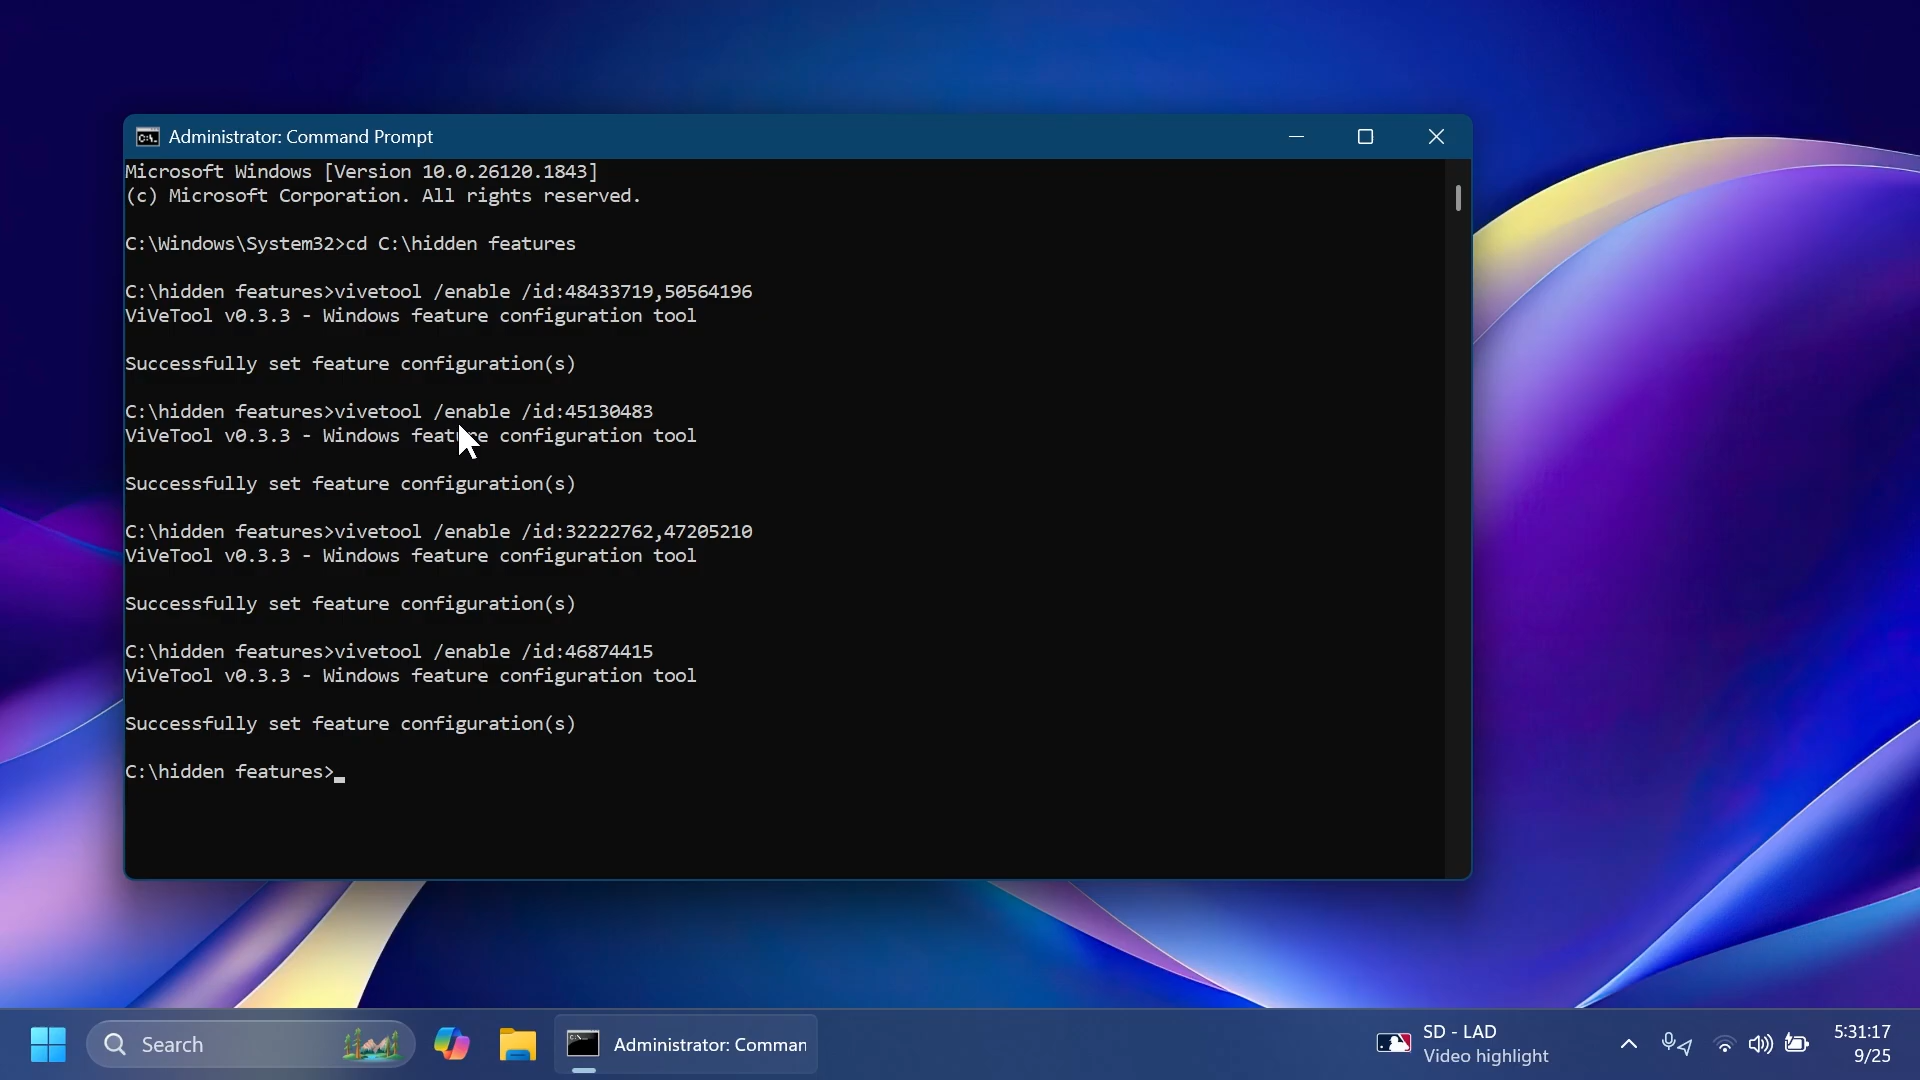 Administrator: Command Prompt
Microsoft Windows [Version 10.0.26120.1843]
(c) Microsoft Corporation. All rights reserved.
C:\Windows\System32>cd C:\hidden features
C:\hidden features>vivetool /enable /id:48433719,50564196
ViVeTool v0.3.3 - Windows feature configuration tool
Successfully set feature configuration(s)
C:\hidden features>vivetool /enable /id:45130483
ViVeTool v0.3.3 - Windows feature configuration tool
Successfully set feature configuration(s)
C:\hidden features>vivetool /enable /id:32222762,47205210
ViVeTool v0.3.3 - Windows feature configuration tool
Successfully set feature configuration(s)
C:\hidden features>vivetool /enable /id:46874415
ViVeTool v0.3.3 - Windows feature configuration tool
Successfully set feature configuration(s)
C:\hidden features>_
Search
Administrator: Comman
SD - LAD
Video highlight
5:31:17
9/25